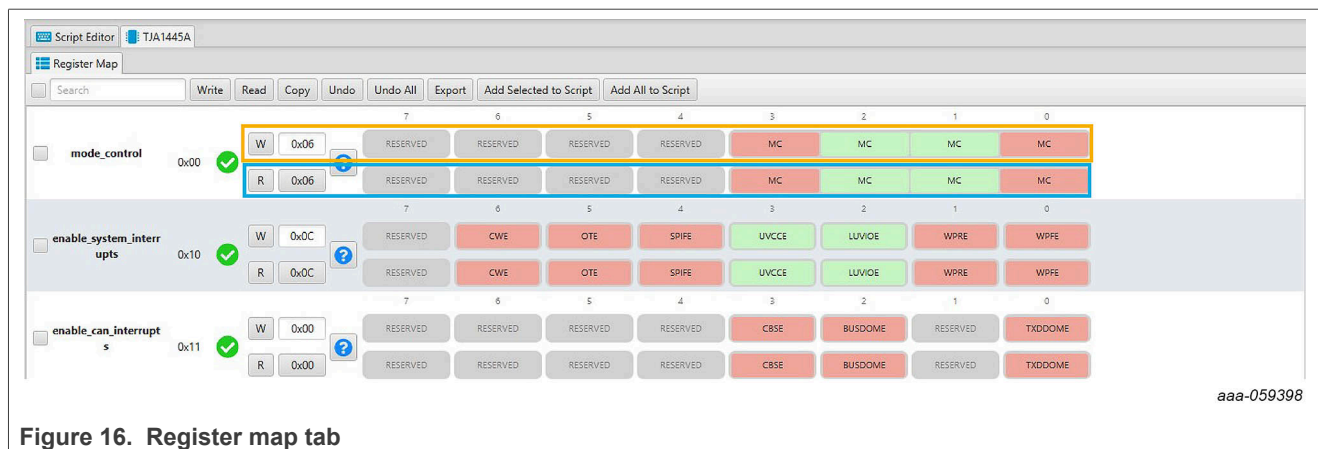 Script Editor TJA1445A
Register Map
Search Write Read Copy Undo Undo All Export Add Selected to Script Add All to Script
7 6 5 4 3 2 1 0
W 0x06 RESERVED RESERVED RESERVED RESERVED MC MC MC MC
mode_control 0x00 ?
R 0x06 RESERVED RESERVED RESERVED RESERVED MC MC MC MC
7 6 5 4 3 2 1 0
enable_system_interr W 0x0C RESERVED CWE OTE SPIFE UVCCE LUVIOE WPRE WPFE
upts 0x10 ?
R 0x0C RESERVED CWE OTE SPIFE UVCCE LUVIOE WPRE WPFE
7 6 5 4 3 2 1 0
enable_can_interrupt W 0x00 RESERVED RESERVED RESERVED RESERVED CBSE BUSDOME RESERVED TXDDOME
s 0x11 ?
R 0x00 RESERVED RESERVED RESERVED RESERVED CBSE BUSDOME RESERVED TXDDOME
aaa-059398
Figure 16. Register map tab